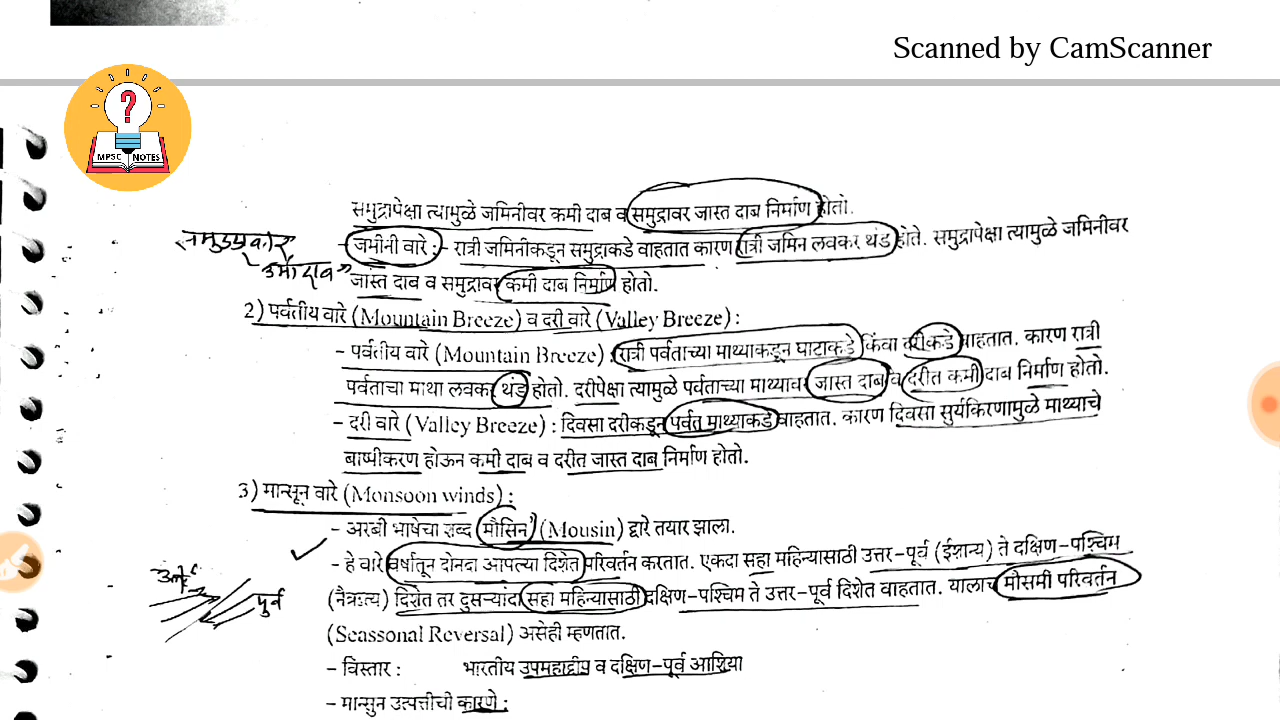 Scanned by CamScanner
?
MPSC NOTES
समुद्रापेक्षा त्यामुळे जमिनीवर कमी दाब व समुद्रावर जास्त दाब निर्माण होतो.
– जमीनी वारे : – रात्री जमिनीकडून समुद्राकडे वाहतात कारण रात्री जमिन लवकर थंड होते. समुद्रापेक्षा त्यामुळे जमिनीवर
जास्त दाब व समुद्रावर कमी दाब निर्माण होतो.
2) पर्वतीय वारे (Mountain Breeze) व दरी वारे (Valley Breeze) :
– पर्वतीय वारे (Mountain Breeze) : रात्री पर्वताच्या माथ्याकडून घाटाकडे किंवा दरीकडे वाहतात. कारण रात्री
पर्वताचा माथा लवकर थंड होतो. दरीपेक्षा त्यामुळे पर्वताच्या माथ्यावर जास्त दाब व दरीत कमी दाब निर्माण होतो.
– दरी वारे (Valley Breeze) : दिवसा दरीकडून पर्वत माथ्याकडे वाहतात. कारण दिवसा सुर्यकिरणामुळे माथ्याचे
बाष्पीकरण होऊन कमी दाब व दरीत जास्त दाब निर्माण होतो.
3) मान्सून वारे (Monsoon winds) :
– अरबी भाषेचा शब्द 'मौसिन' (Mousin) द्वारे तयार झाला.
– हे वारे वर्षातून दोनदा आपल्या दिशेत परिवर्तन करतात. एकदा सहा महिन्यासाठी उत्तर–पूर्व (ईशान्य) ते दक्षिण–पश्चिम
(नैऋत्य) दिशेत तर दुसऱ्यांदा सहा महिन्यासाठी दक्षिण–पश्चिम ते उत्तर–पूर्व दिशेत वाहतात. यालाच मौसमी परिवर्तन
पुर्व
(Seassonal Reversal) असेही म्हणतात.
– विस्तार : भारतीय उपमहाद्वीप व दक्षिण–पूर्व आशिया
– मान्सुन उत्पत्तीची कारणे :